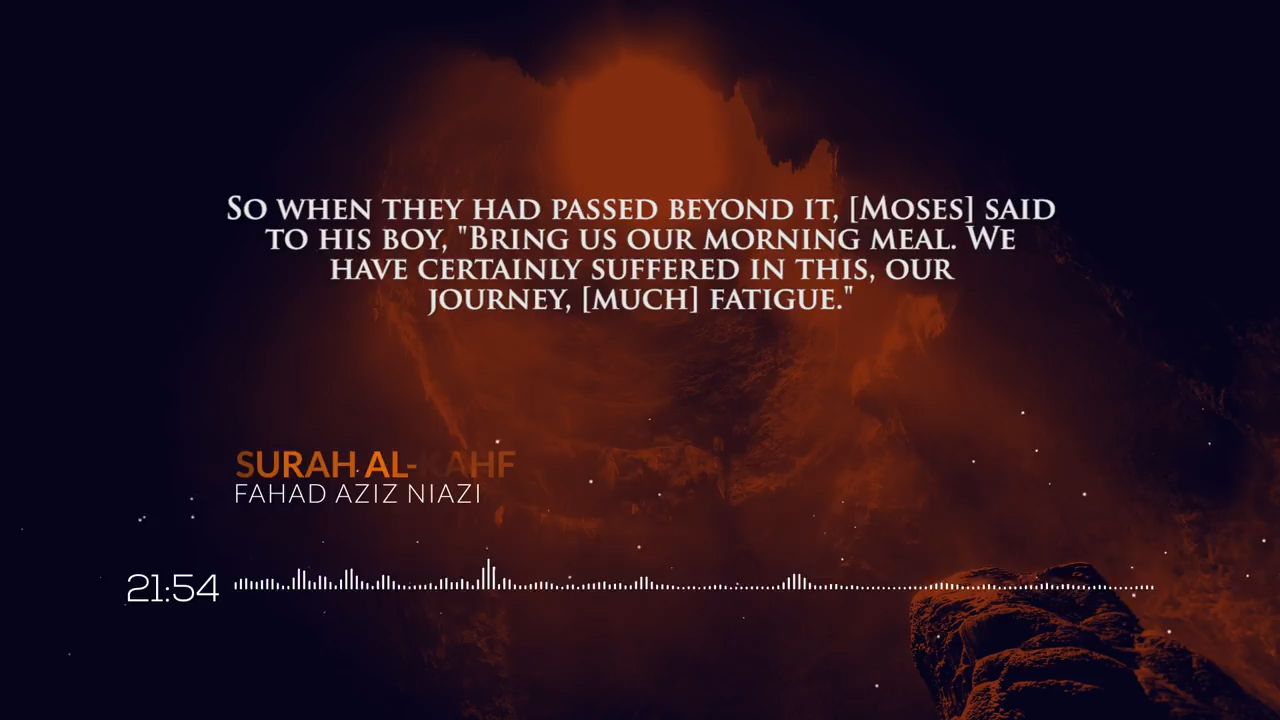 So when they had passed beyond it, [Moses] said
to his boy, "Bring us our morning meal. We
have certainly suffered in this, our
journey, [much] fatigue."
SURAH AL-KAHF
FAHAD AZIZ NIAZI
21:54